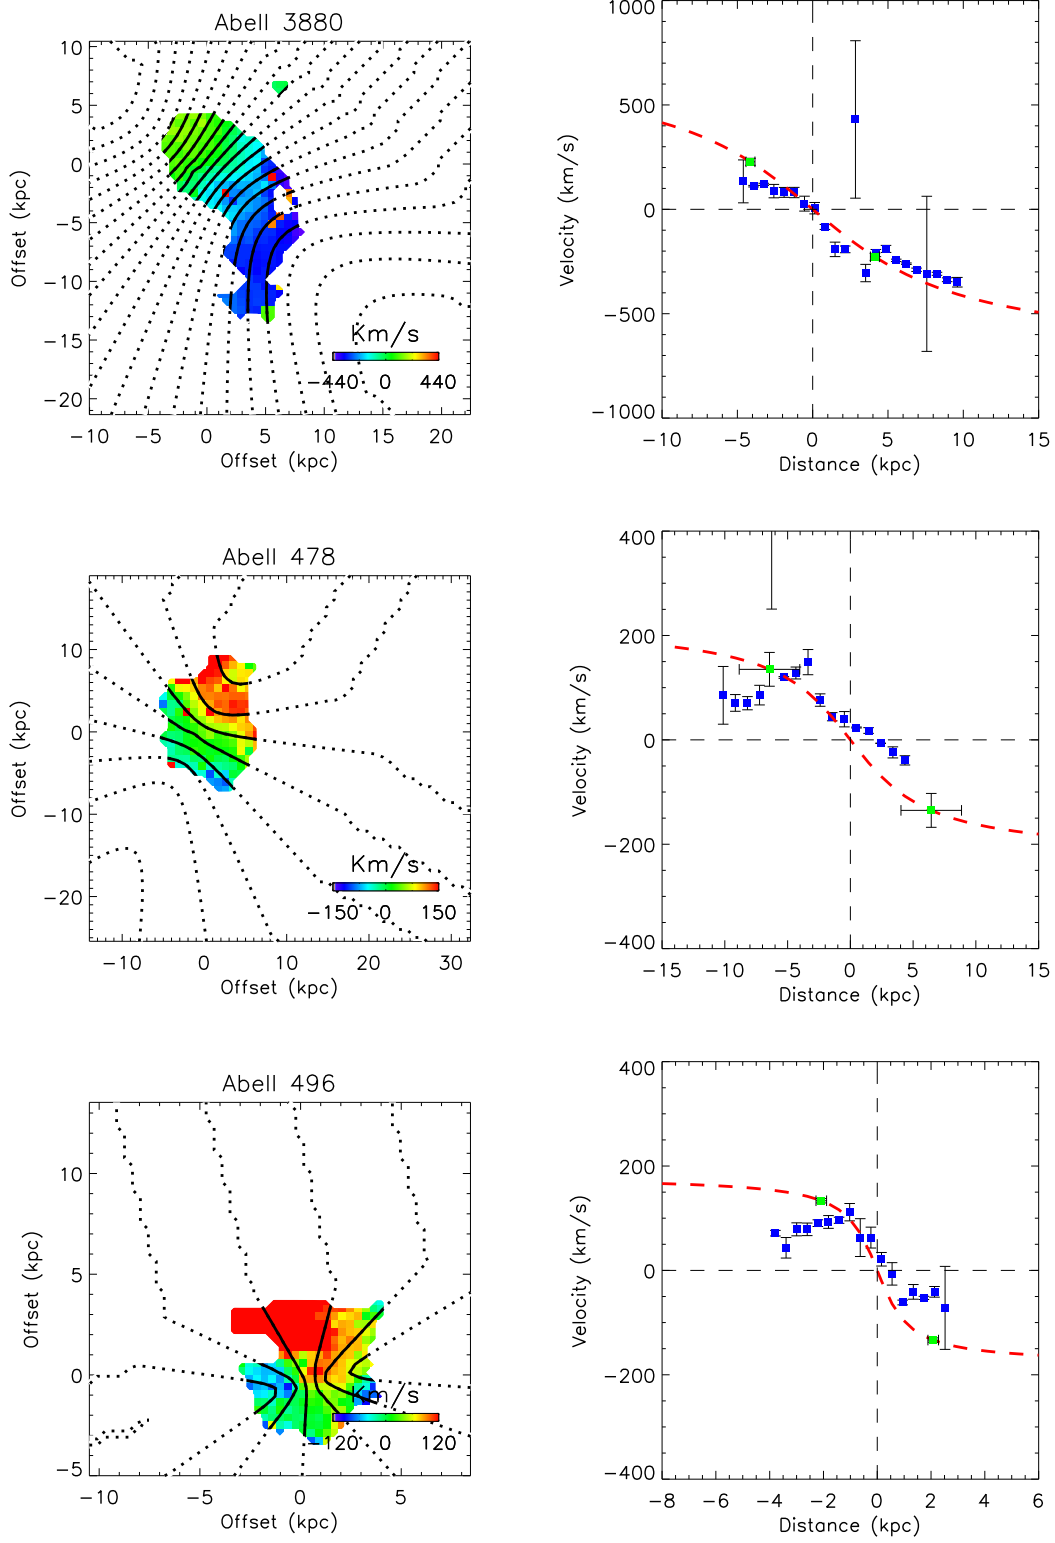 Abell 3880
10
5
0
−5
−10
−15
−20
Offset (kpc)
Km/s
−440 0 440
−10 −5 0 5 10 15 20
Offset (kpc)
1000
500
0
−500
−1000
Velocity (km/s)
−10 −5 0 5 10 15
Distance (kpc)
Abell 478
10
0
−10
−20
Offset (kpc)
Km/s
−150 0 150
−10 0 10 20 30
Offset (kpc)
400
200
0
−200
−400
Velocity (km/s)
−15 −10 −5 0 5 10 15
Distance (kpc)
Abell 496
10
5
0
−5
Offset (kpc)
Km/s
−120 0 120
−10 −5 0 5
Offset (kpc)
400
200
0
−200
−400
Velocity (km/s)
−8 −6 −4 −2 0 2 4 6
Distance (kpc)